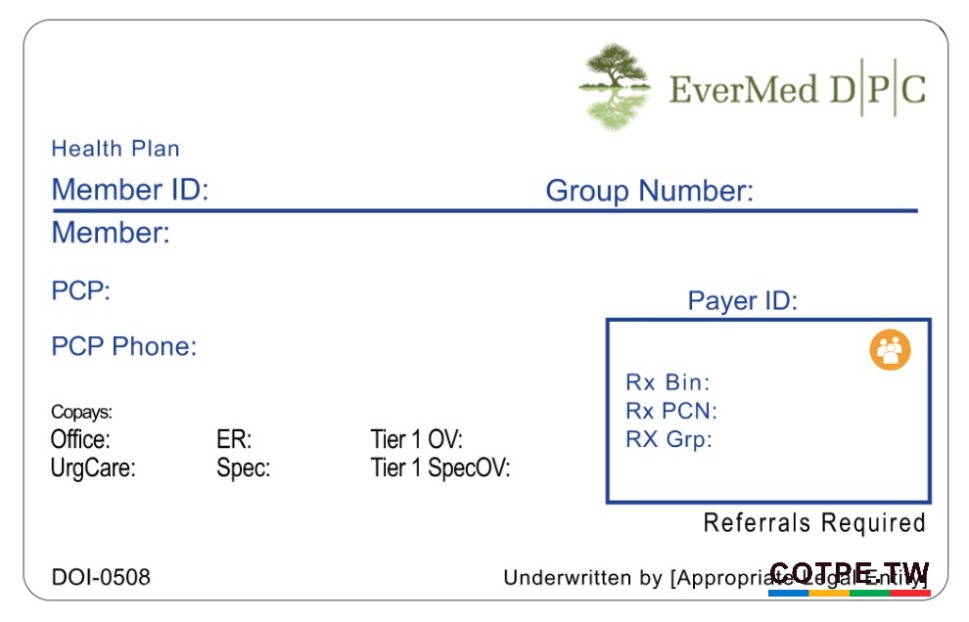 EverMed D|P|C
Health Plan
Member ID: Group Number:
Member:
PCP:
Payer ID:
PCP Phone:
Rx Bin:
Rx PCN:
RX Grp:
Copays:
Office: ER: Tier 1 OV:
UrgCare: Spec: Tier 1 SpecOV:
Referrals Required
DOI-0508 Underwritten by [Appropriate Legal Entity]
COTPE.TW